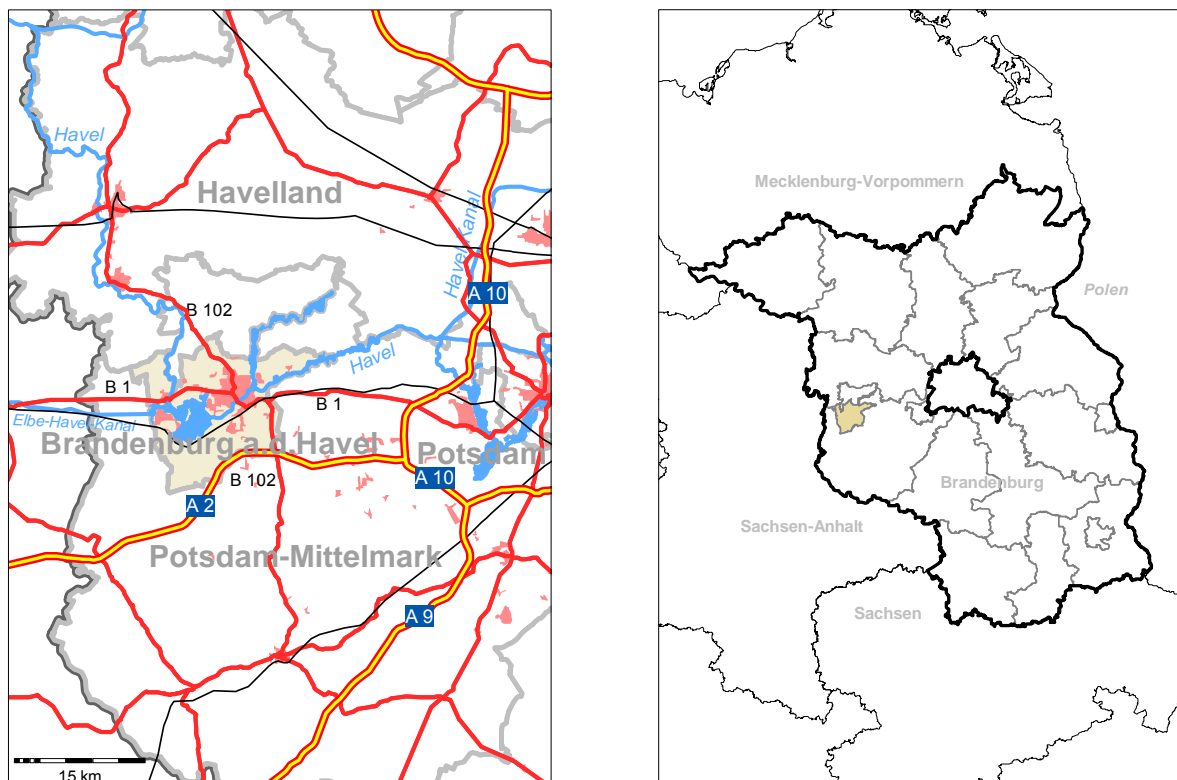 Havel
Havelland
Havel-Kanal
A 10
B 102
Havel
B 1
B 1
Elbe-Havel-Kanal
Brandenburg a.d.Havel
Potsdam
B 102
A 10
A 2
Potsdam-Mittelmark
A 9
15 km
Mecklenburg-Vorpommern
Polen
Brandenburg
Sachsen-Anhalt
Sachsen